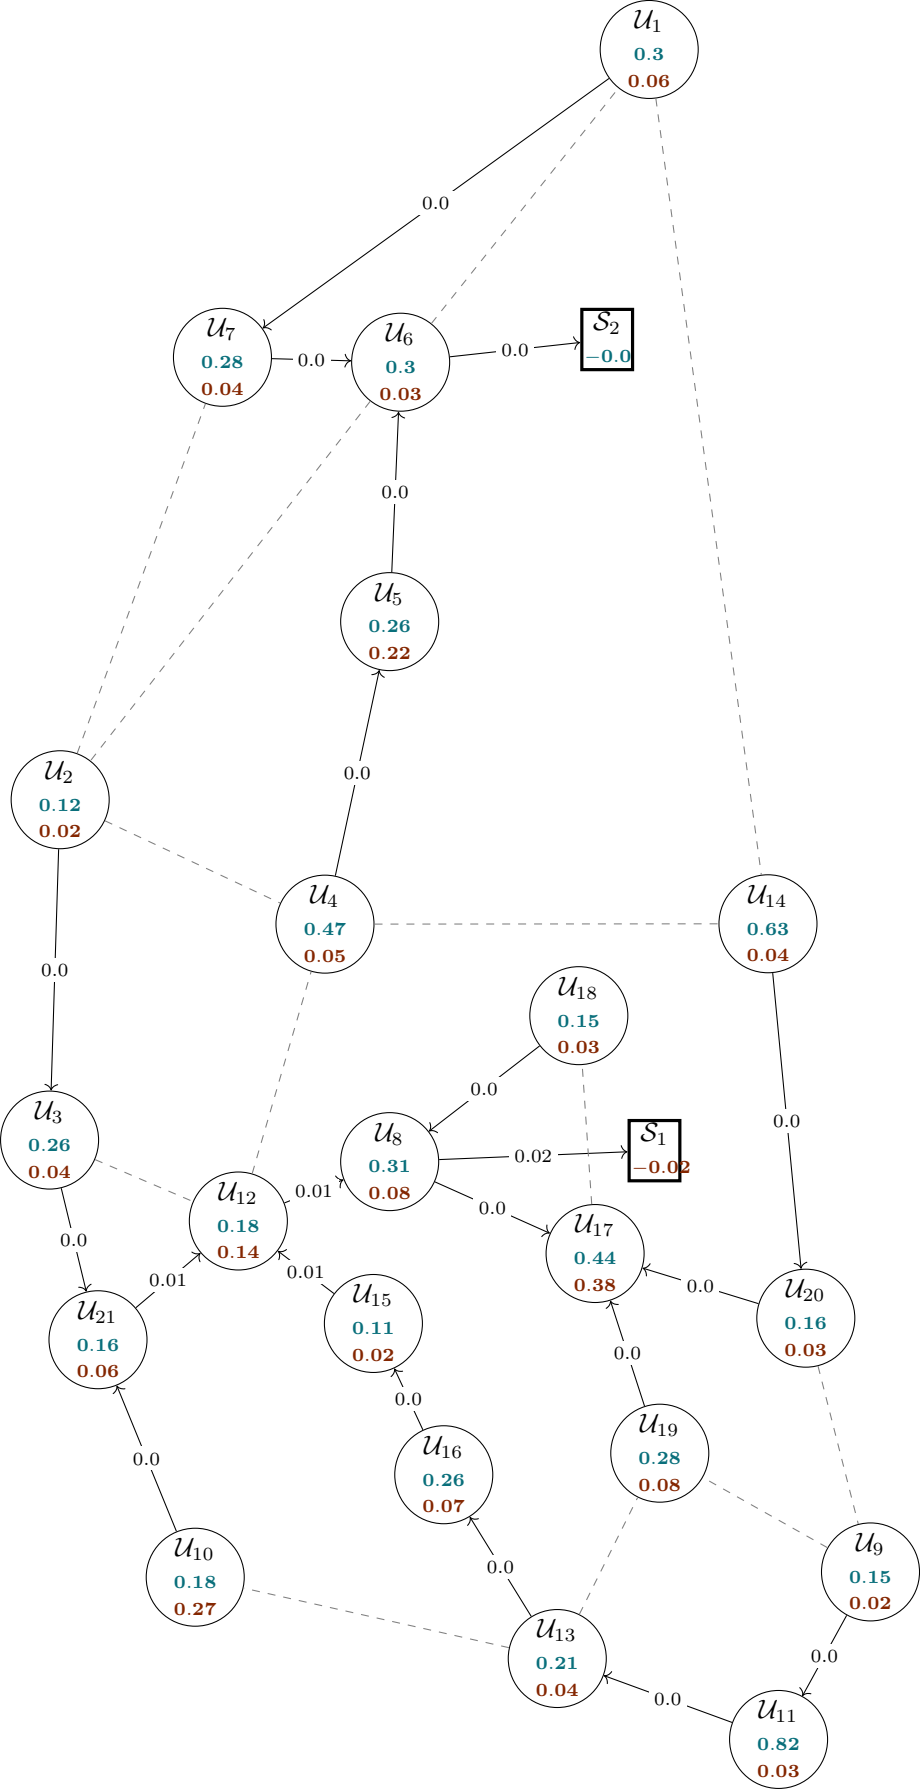 𝒰₁
0.3
0.06
0.0
𝒰₇
0.28
0.04
0.0
𝒰₆
0.3
0.03
0.0
𝒮₂
−0.0
0.0
𝒰₅
0.26
0.22
0.0
𝒰₂
0.12
0.02
𝒰₄
0.47
0.05
𝒰₁₄
0.63
0.04
0.0
𝒰₁₈
0.15
0.03
0.0
0.0
𝒰₃
0.26
0.04
𝒰₈
0.31
0.08
0.02
𝒮₁
−0.02
𝒰₁₂
0.18
0.14
0.01
0.0
𝒰₁₇
0.44
0.38
0.0
0.01
0.01
0.0
𝒰₂₁
0.16
0.06
𝒰₁₅
0.11
0.02
𝒰₂₀
0.16
0.03
0.0
0.0
𝒰₁₆
0.26
0.07
𝒰₁₉
0.28
0.08
0.0
𝒰₁₀
0.18
0.27
0.0
𝒰₉
0.15
0.02
𝒰₁₃
0.21
0.04
0.0
0.0
𝒰₁₁
0.82
0.03